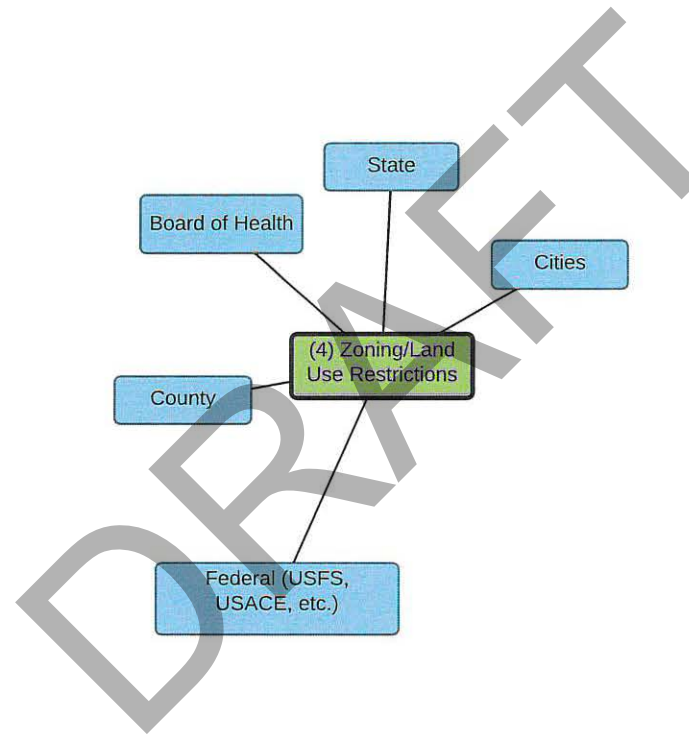 State
Board of Health
Cities
(4) Zoning/Land
Use Restrictions
County
Federal (USFS,
USACE, etc.)
DRAFT